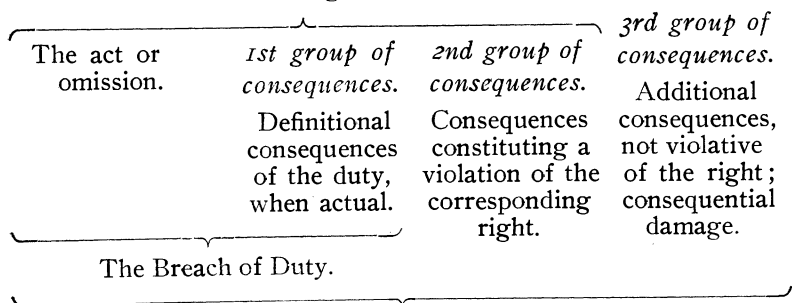 The act or
omission.
1st group of
consequences.
Definitional
consequences
of the duty,
when actual.
2nd group of
consequences.
Consequences
constituting a
violation of the
corresponding
right.
3rd group of
consequences.
Additional
consequences,
not violative
of the right;
consequential
damage.
The Breach of Duty.